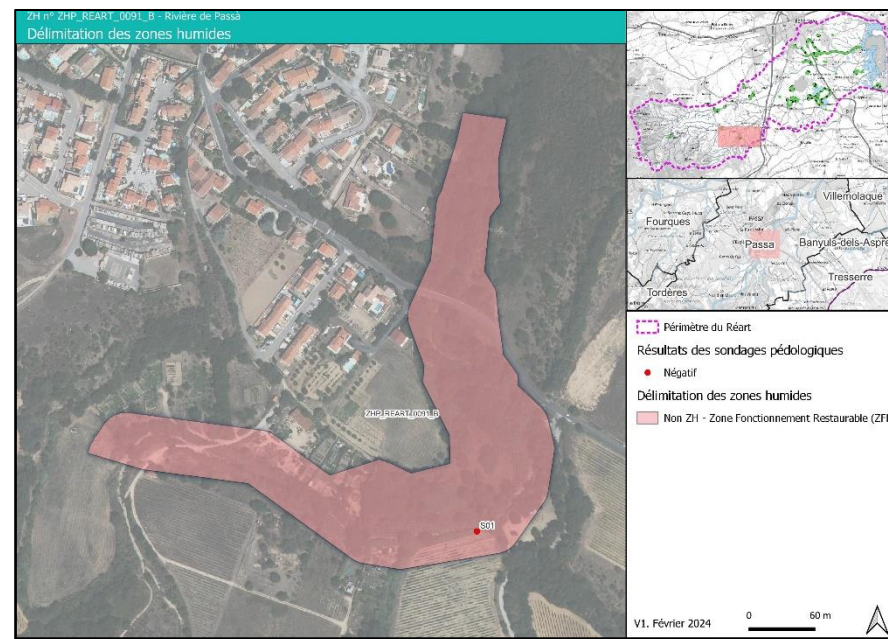 ZH n° ZHP_REART_0091_B - Rivière de Passà
Délimitation des zones humides
ZHP_REART_0091_B
S01
Villemolaque
Fourques
Passa
Banyuls-dels-Aspre
Tresserre
Tordères
Périmètre du Réart
Résultats des sondages pédologiques
Négatif
Délimitation des zones humides
Non ZH - Zone Fonctionnement Restaurable (ZF
V1. Février 2024
0 60 m